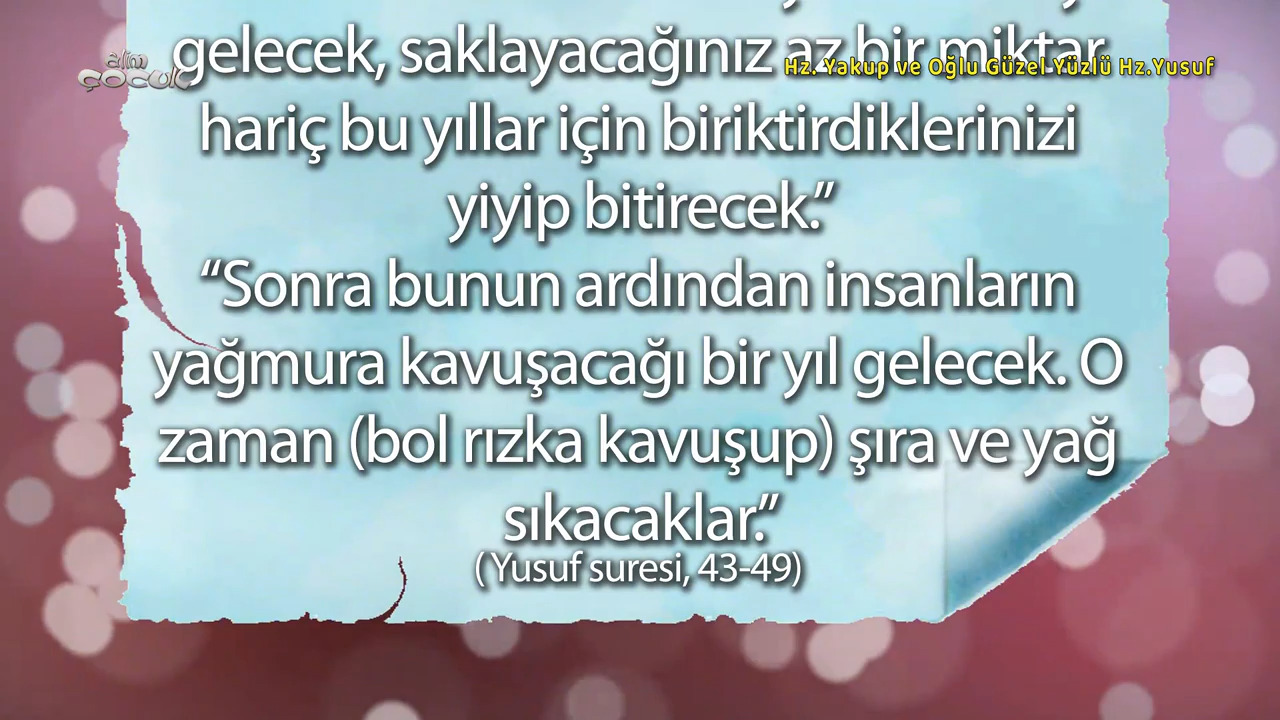 gelecek, saklayacağınız az bir miktar
alim
ÇOCUK
Hz. Yakup ve Oğlu Güzel Yüzlü Hz.Yusuf
hariç bu yıllar için biriktirdiklerinizi
yiyip bitirecek.”
“Sonra bunun ardından insanların
yağmura kavuşacağı bir yıl gelecek. O
zaman (bol rızka kavuşup) şıra ve yağ
sıkacaklar.”
( Yusuf suresi, 43-49)